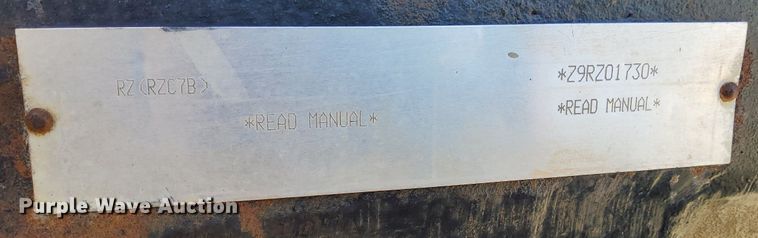 *Z9RZ01730*
RZ(RZC7B)
*READ MANUAL*
*READ MANUAL*
Purple Wave Auction